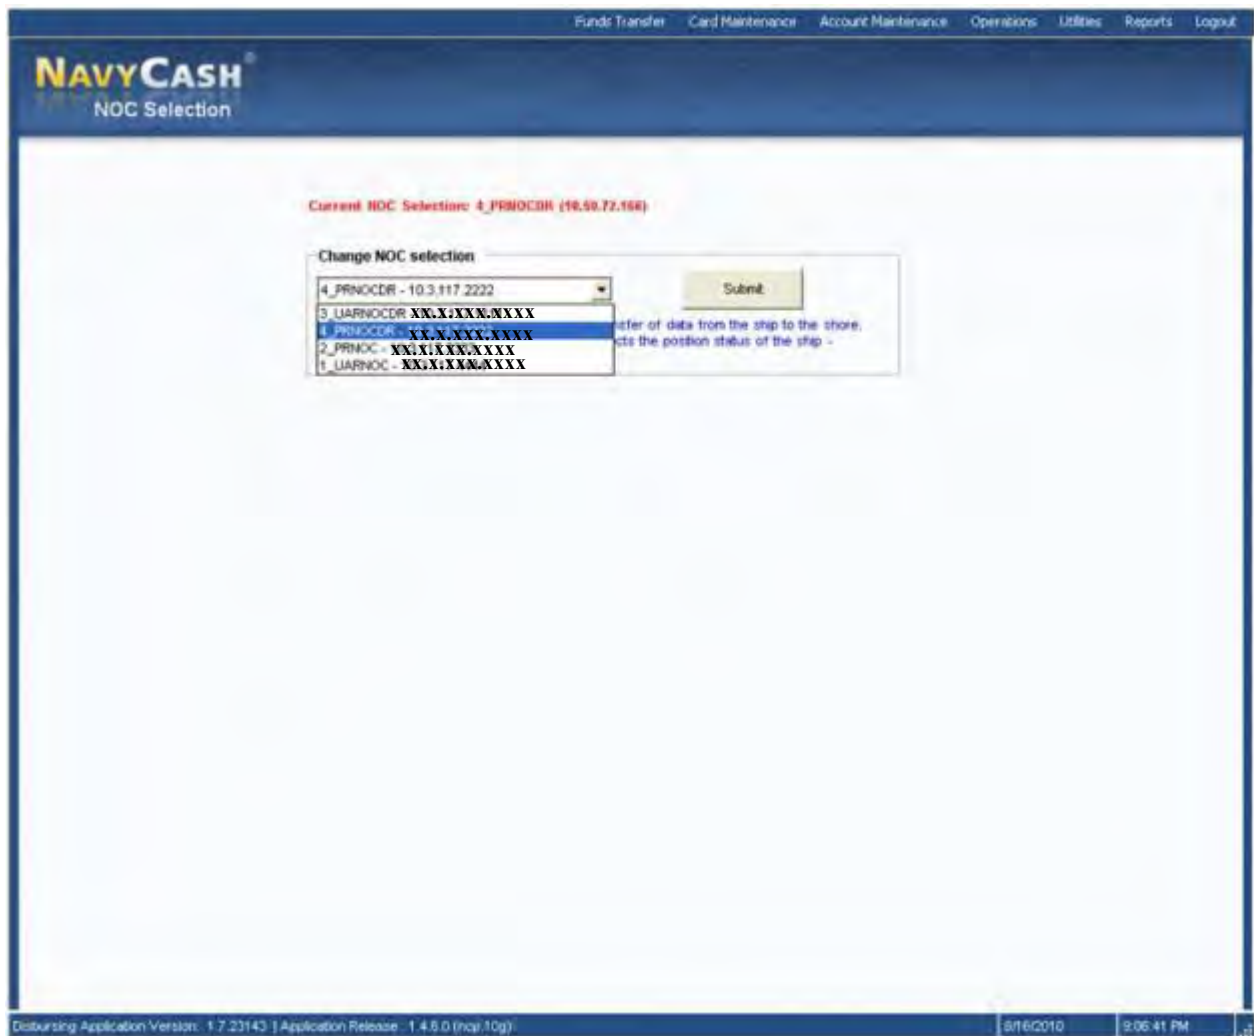 Funds Transfer Card Maintenance Account Maintenance Operations Utilities Reports Logout
NAVYCASH®
NOC Selection
Current NOC Selection: 4_PRNOCDR (10.50.72.166)
Change NOC selection
4_PRNOCDR - 10.3.117.2222
Submit
3_UARNOCDR XX.X.XXX.XXXX
4_PRNOCDR - XX.X.XXX.XXXX
2_PRNOC - XX.X.XXX.XXXX
1_UARNOC - XX.X.XXX.XXXX
sfer of data from the ship to the shore.
cts the position status of the ship -
Disbursing Application Version: 1.7.23143 | Application Release: 1.4.6.0 (ncp.10g)
8/16/2010
9:06:41 PM